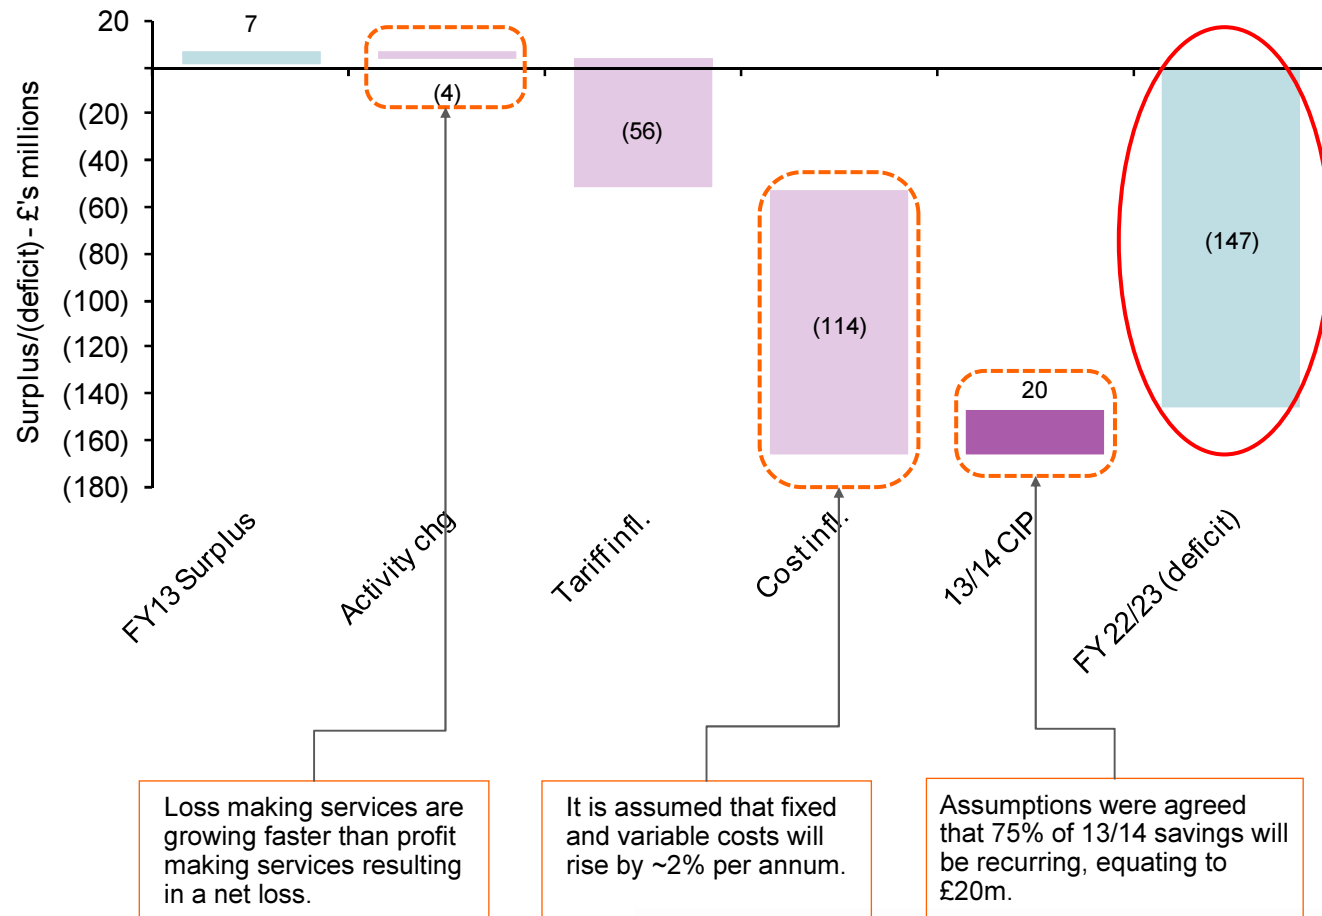 Surplus/(deficit) - £'s millions
20
(20)
(40)
(60)
(80)
(100)
(120)
(140)
(160)
(180)
7
(4)
(56)
(114)
20
(147)
FY13 Surplus
Activity chg
Tariff infl.
Cost infl.
13/14 CIP
FY 22/23 (deficit)
Loss making services are
growing faster than profit
making services resulting
in a net loss.
It is assumed that fixed
and variable costs will
rise by ~2% per annum.
Assumptions were agreed
that 75% of 13/14 savings will
be recurring, equating to
£20m.